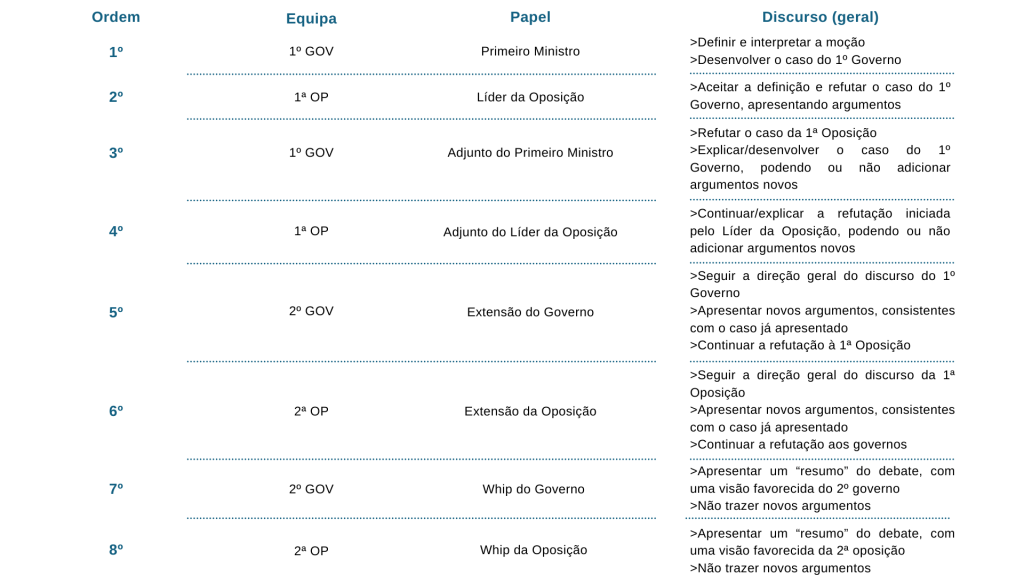 Ordem Equipa Papel Discurso (geral)
1º 1º GOV Primeiro Ministro
>Definir e interpretar a moção
>Desenvolver o caso do 1º Governo
2º 1ª OP Líder da Oposição
>Aceitar a definição e refutar o caso do 1º
Governo, apresentando argumentos
3º 1º GOV Adjunto do Primeiro Ministro
>Refutar o caso da 1ª Oposição
>Explicar/desenvolver o caso do 1º
Governo, podendo ou não adicionar
argumentos novos
4º 1ª OP Adjunto do Líder da Oposição
>Continuar/explicar a refutação iniciada
pelo Líder da Oposição, podendo ou não
adicionar argumentos novos
5º 2º GOV Extensão do Governo
>Seguir a direção geral do discurso do 1º
Governo
>Apresentar novos argumentos, consistentes
com o caso já apresentado
>Continuar a refutação à 1ª Oposição
6º 2ª OP Extensão da Oposição
>Seguir a direção geral do discurso da 1ª
Oposição
>Apresentar novos argumentos, consistentes
com o caso já apresentado
>Continuar a refutação aos governos
7º 2º GOV Whip do Governo
>Apresentar um “resumo” do debate, com
uma visão favorecida do 2º governo
>Não trazer novos argumentos
8º 2ª OP Whip da Oposição
>Apresentar um “resumo” do debate, com
uma visão favorecida da 2ª oposição
>Não trazer novos argumentos